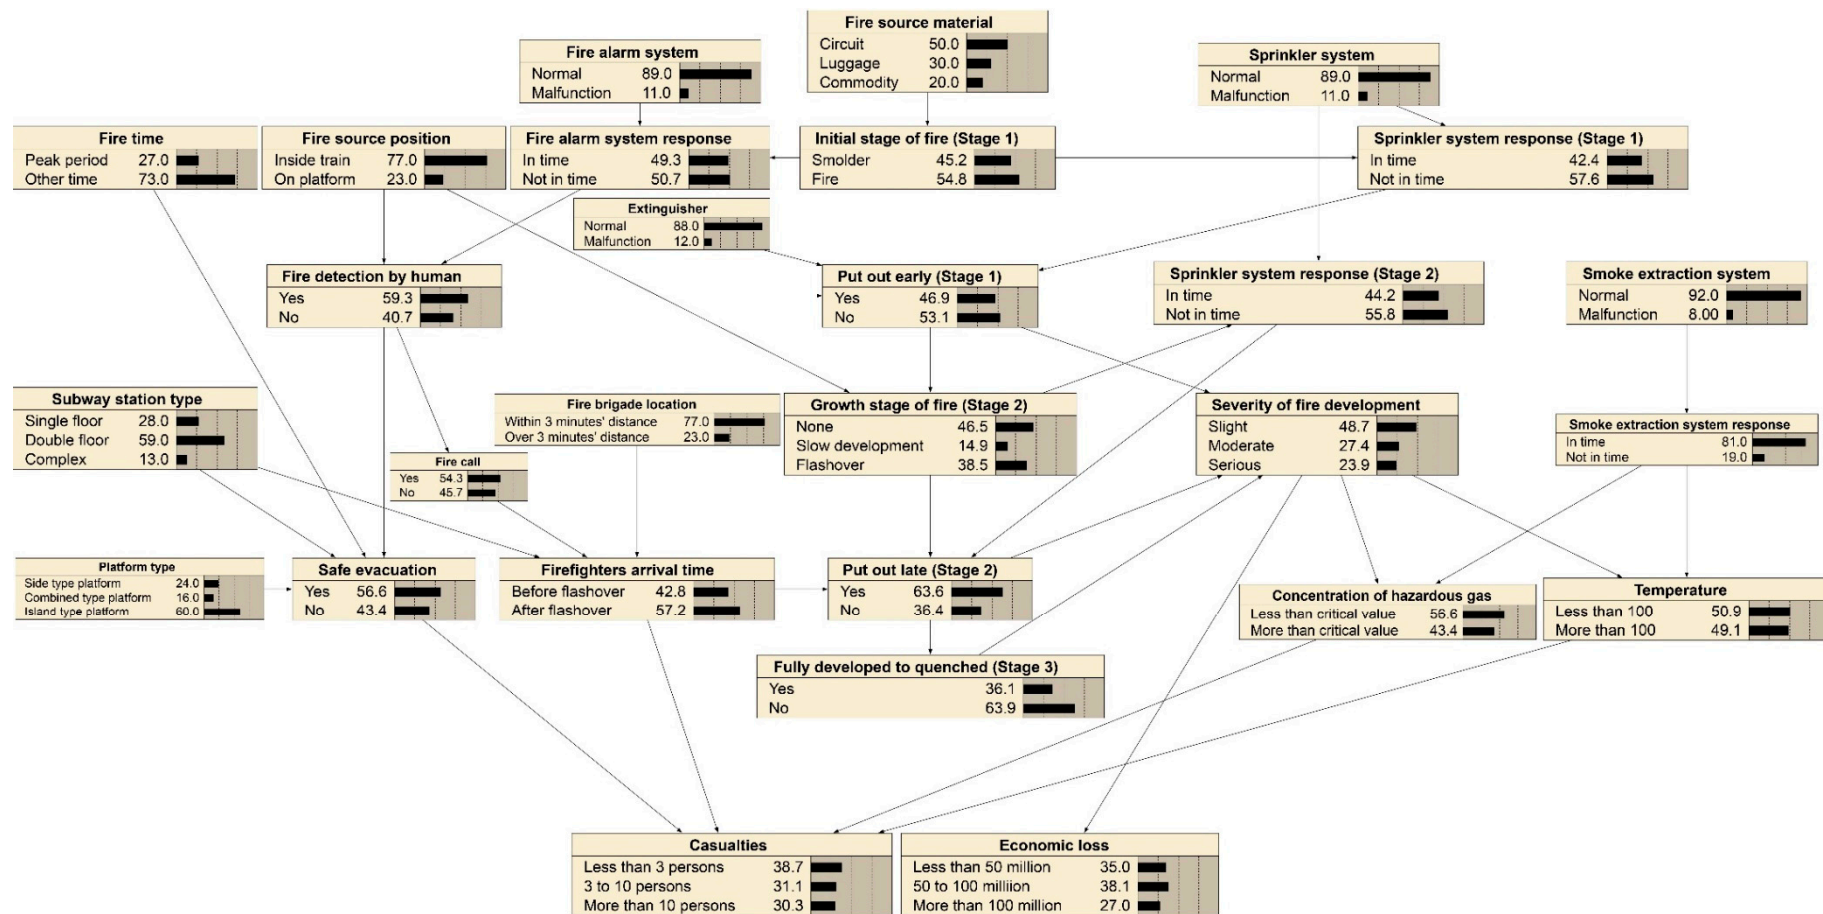 Fire source material
Circuit 50.0
Luggage 30.0
Commodity 20.0
Fire alarm system
Normal 89.0
Malfunction 11.0
Sprinkler system
Normal 89.0
Malfunction 11.0
Fire time
Peak period 27.0
Other time 73.0
Fire source position
Inside train 77.0
On platform 23.0
Fire alarm system response
In time 49.3
Not in time 50.7
Initial stage of fire (Stage 1)
Smolder 45.2
Fire 54.8
Sprinkler system response (Stage 1)
In time 42.4
Not in time 57.6
Extinguisher
Normal 88.0
Malfunction 12.0
Fire detection by human
Yes 59.3
No 40.7
Put out early (Stage 1)
Yes 46.9
No 53.1
Sprinkler system response (Stage 2)
In time 44.2
Not in time 55.8
Smoke extraction system
Normal 92.0
Malfunction 8.00
Subway station type
Single floor 28.0
Double floor 59.0
Complex 13.0
Fire brigade location
Within 3 minutes' distance 77.0
Over 3 minutes' distance 23.0
Growth stage of fire (Stage 2)
None 46.5
Slow development 14.9
Flashover 38.5
Severity of fire development
Slight 48.7
Moderate 27.4
Serious 23.9
Smoke extraction system response
In time 81.0
Not in time 19.0
Fire call
Yes 54.3
No 45.7
Platform type
Side type platform 24.0
Combined type platform 16.0
Island type platform 60.0
Safe evacuation
Yes 56.6
No 43.4
Firefighters arrival time
Before flashover 42.8
After flashover 57.2
Put out late (Stage 2)
Yes 63.6
No 36.4
Concentration of hazardous gas
Less than critical value 56.6
More than critical value 43.4
Temperature
Less than 100 50.9
More than 100 49.1
Fully developed to quenched (Stage 3)
Yes 36.1
No 63.9
Casualties
Less than 3 persons 38.7
3 to 10 persons 31.1
More than 10 persons 30.3
Economic loss
Less than 50 million 35.0
50 to 100 milliion 38.1
More than 100 million 27.0